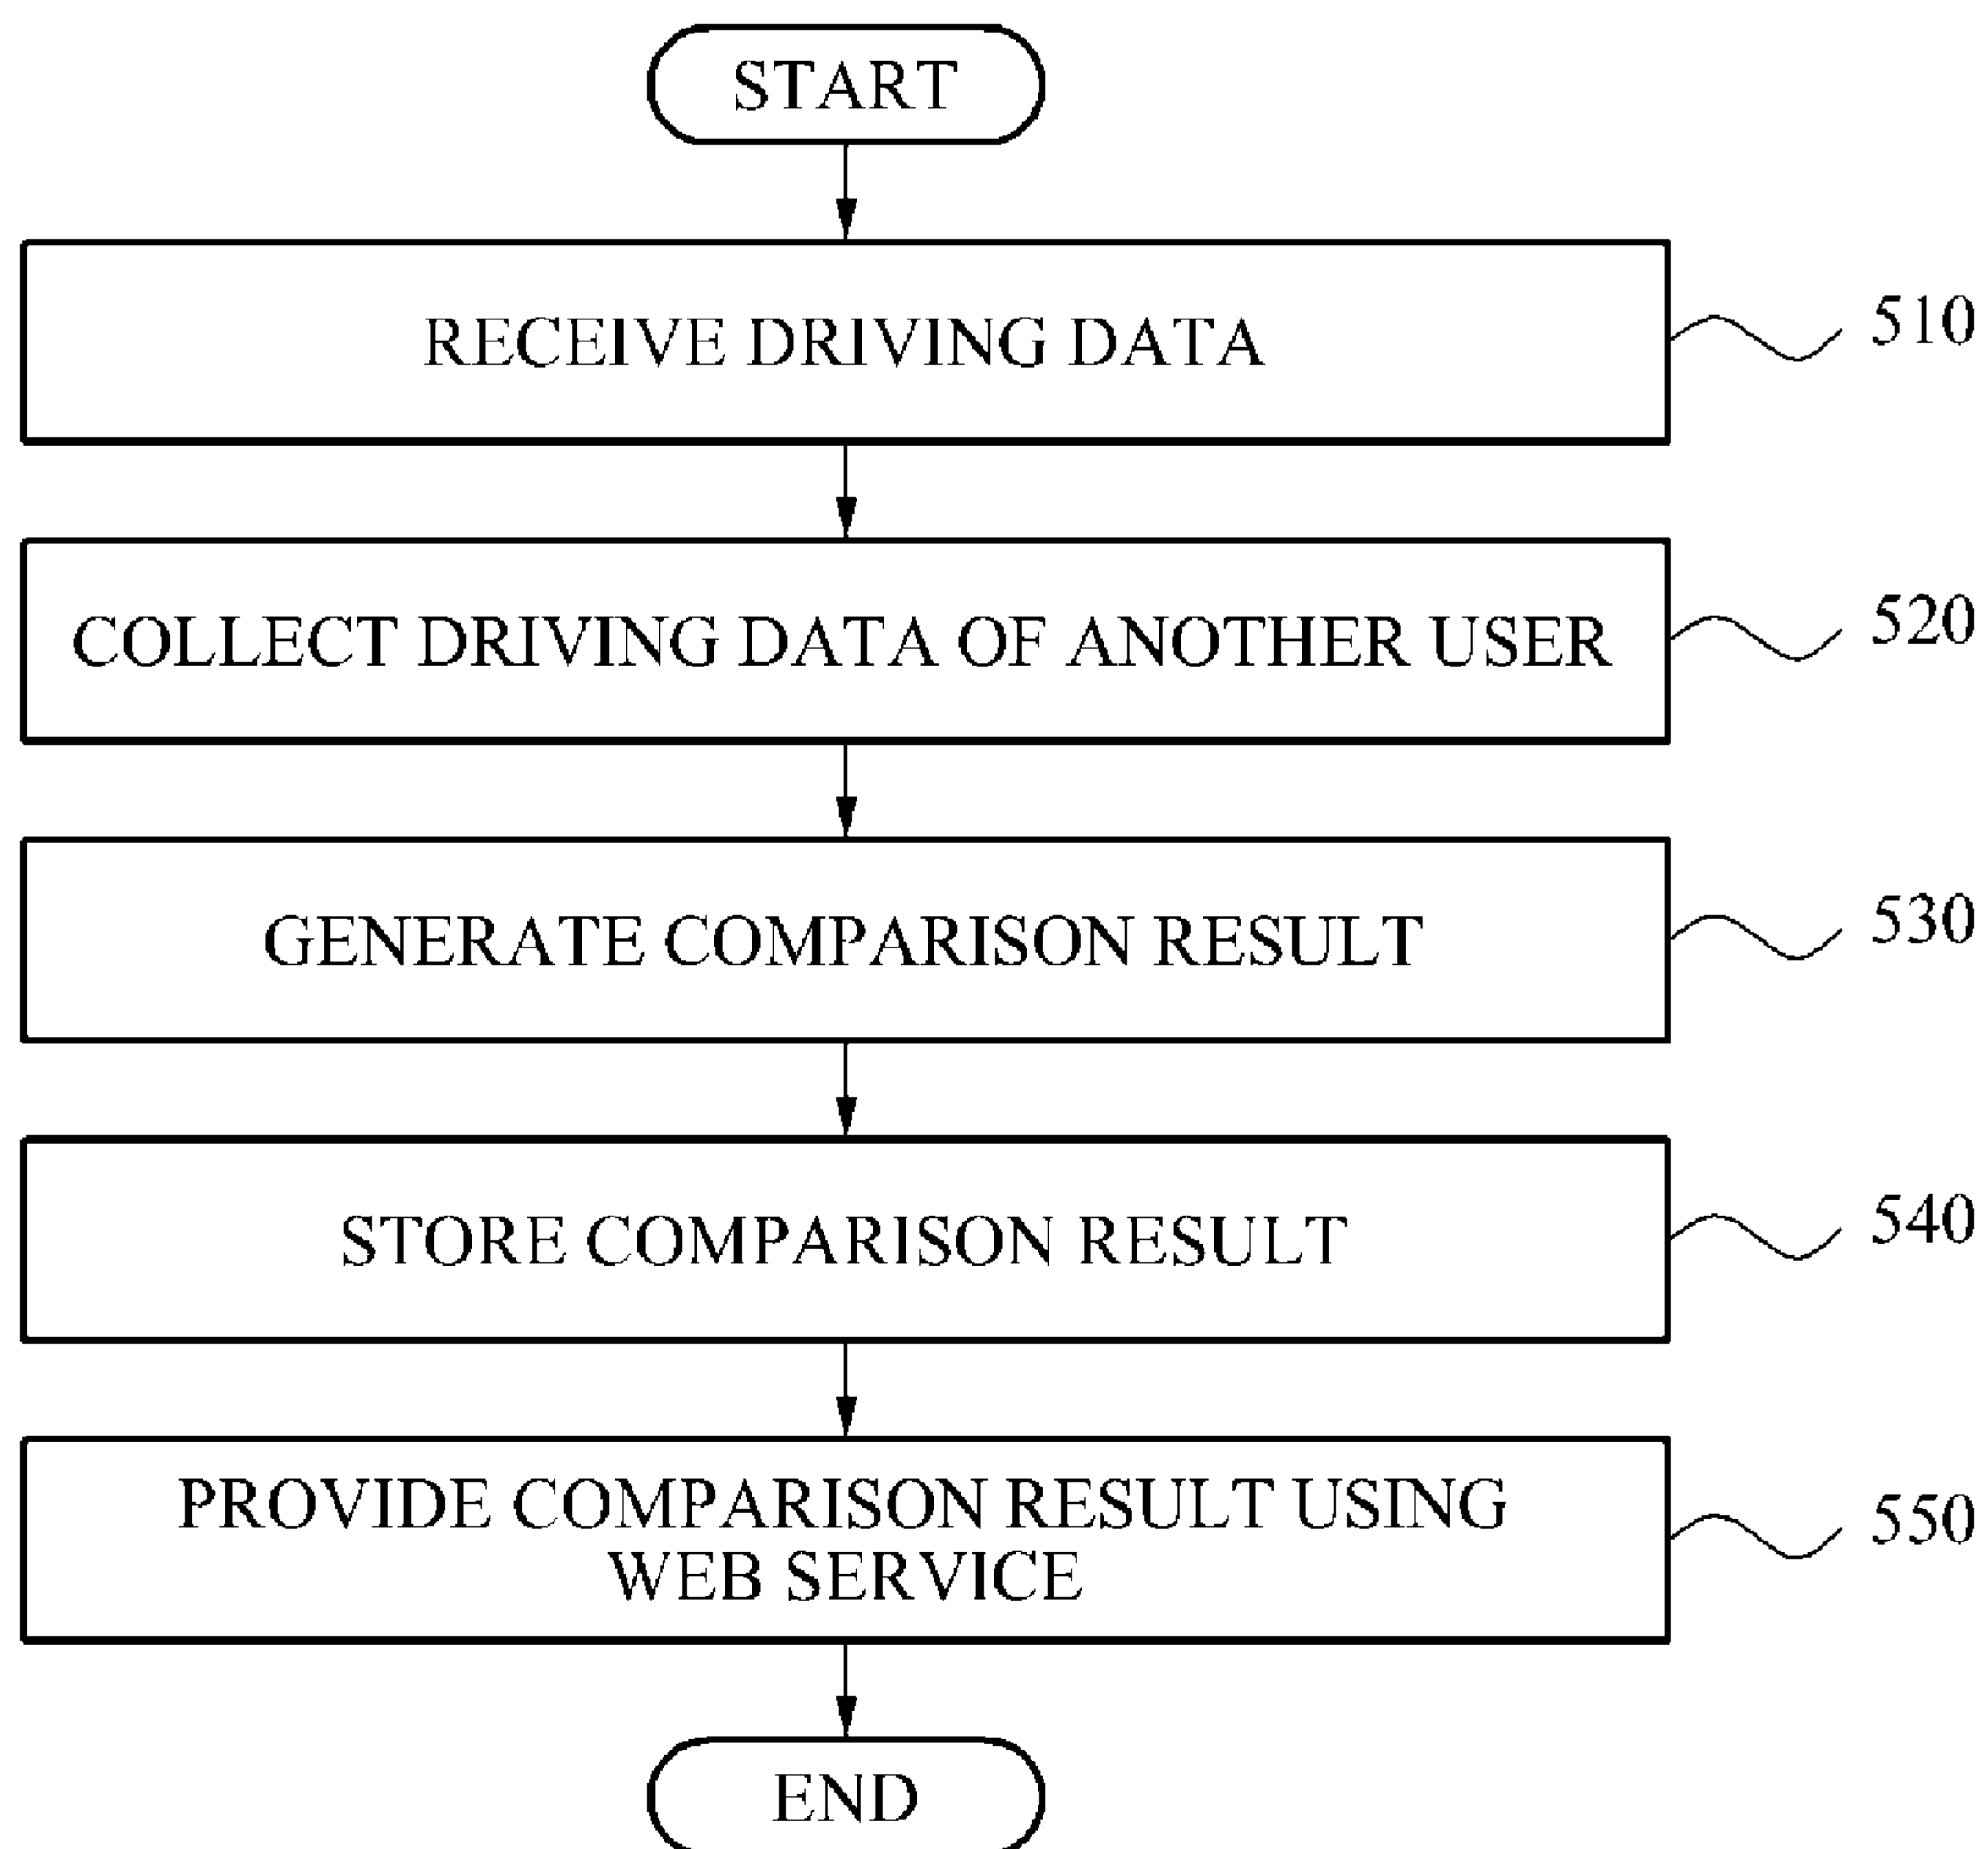 START
RECEIVE DRIVING DATA
510
COLLECT DRIVING DATA OF ANOTHER USER
520
GENERATE COMPARISON RESULT
530
STORE COMPARISON RESULT
540
PROVIDE COMPARISON RESULT USING
WEB SERVICE
550
END